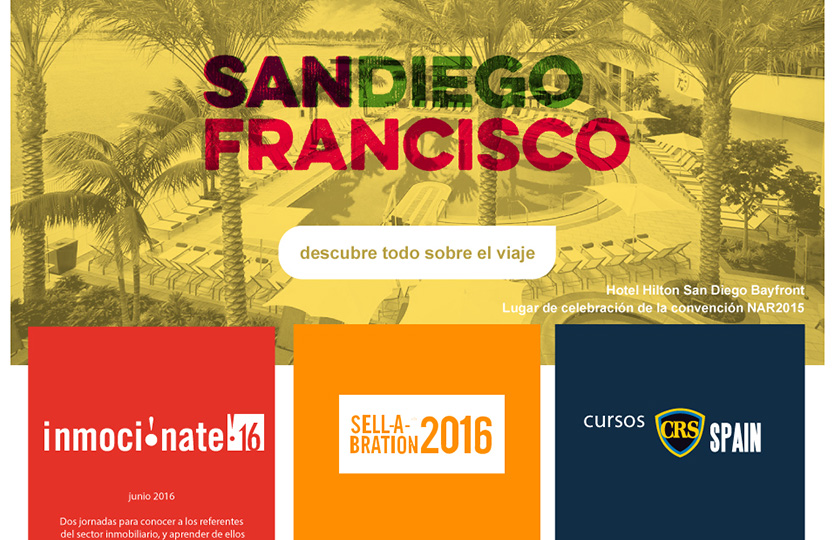 SANDIEGO
FRANCISCO
descubre todo sobre el viaje
Hotel Hilton San Diego Bayfront
Lugar de celebración de la convención NAR2015
inmoci!nate!16
junio 2016
Dos jornadas para conocer a los referentes
del sector inmobiliario, y aprender de ellos
SELL-A-
BRATION 2016
cursos CRS SPAIN